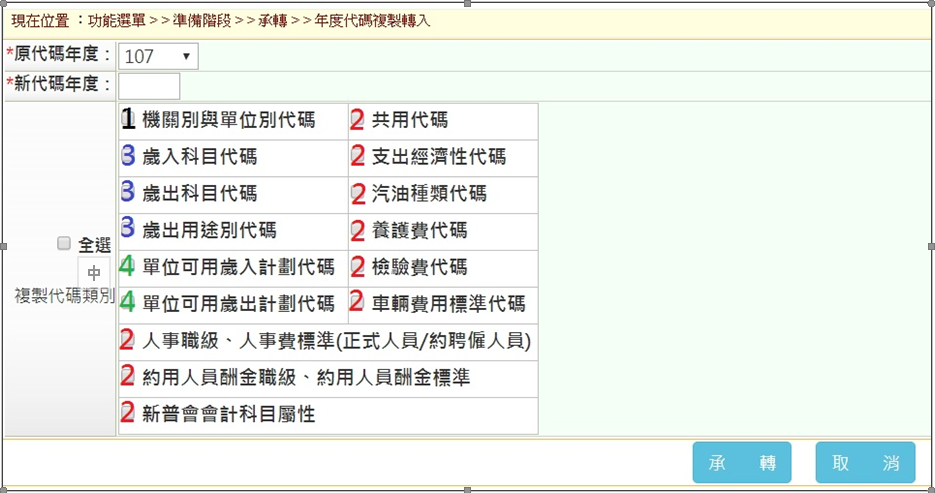 現在位置 ：功能選單>>準備階段>>承轉>>年度代碼複製轉入
*原代碼年度： 107
*新代碼年度：
1 機關別與單位別代碼 2 共用代碼
3 歲入科目代碼 2 支出經濟性代碼
3 歲出科目代碼 2 汽油種類代碼
3 歲出用途別代碼 2 養護費代碼
全選
4 單位可用歲入計劃代碼 2 檢驗費代碼
中
複製代碼類別
4 單位可用歲出計劃代碼 2 車輛費用標準代碼
2 人事職級、人事費標準(正式人員/約聘僱人員)
2 約用人員酬金職級、約用人員酬金標準
2 新普會會計科目屬性
承 轉 取 消